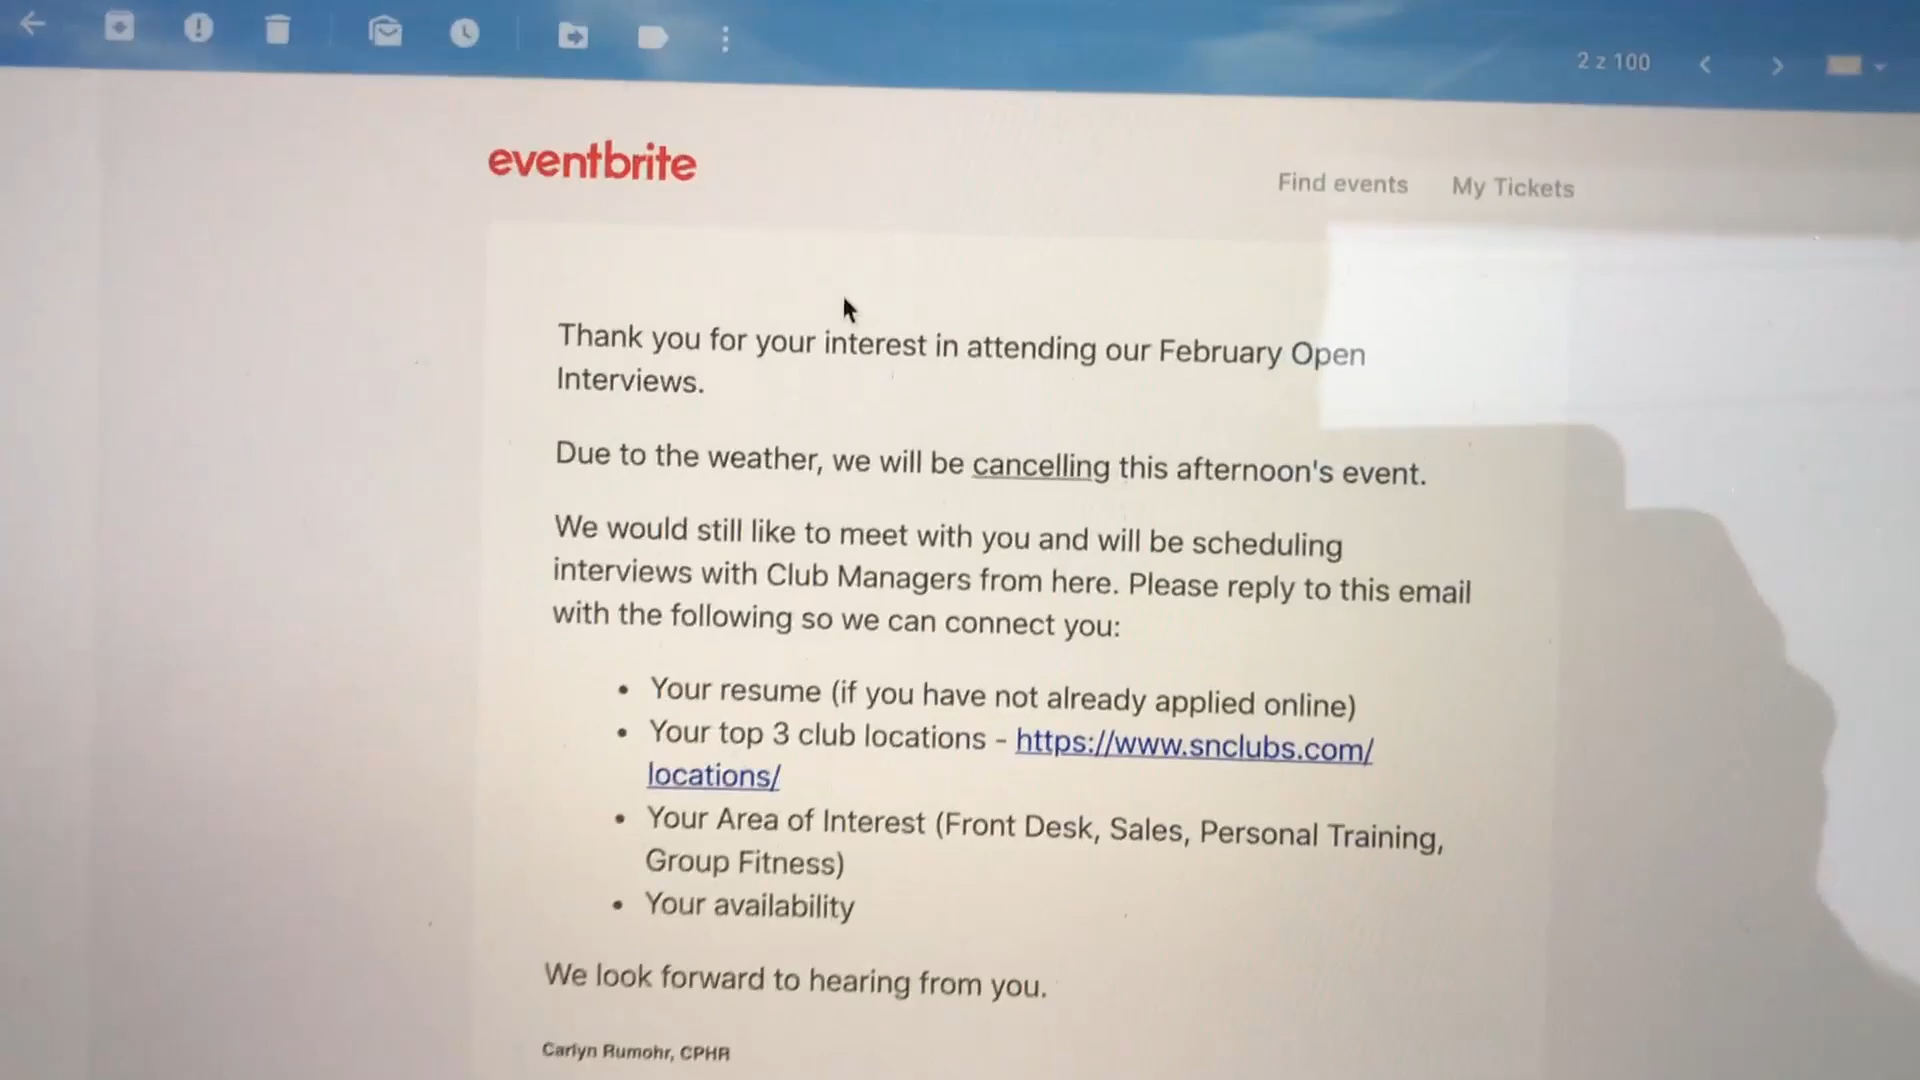 2 z 100
eventbrite
Find events My Tickets
Thank you for your interest in attending our February Open
Interviews.
Due to the weather, we will be cancelling this afternoon's event.
We would still like to meet with you and will be scheduling
interviews with Club Managers from here. Please reply to this email
with the following so we can connect you:
• Your resume (if you have not already applied online)
• Your top 3 club locations - https://www.snclubs.com/
locations/
• Your Area of Interest (Front Desk, Sales, Personal Training,
Group Fitness)
• Your availability
We look forward to hearing from you.
Carlyn Rumohr, CPHR